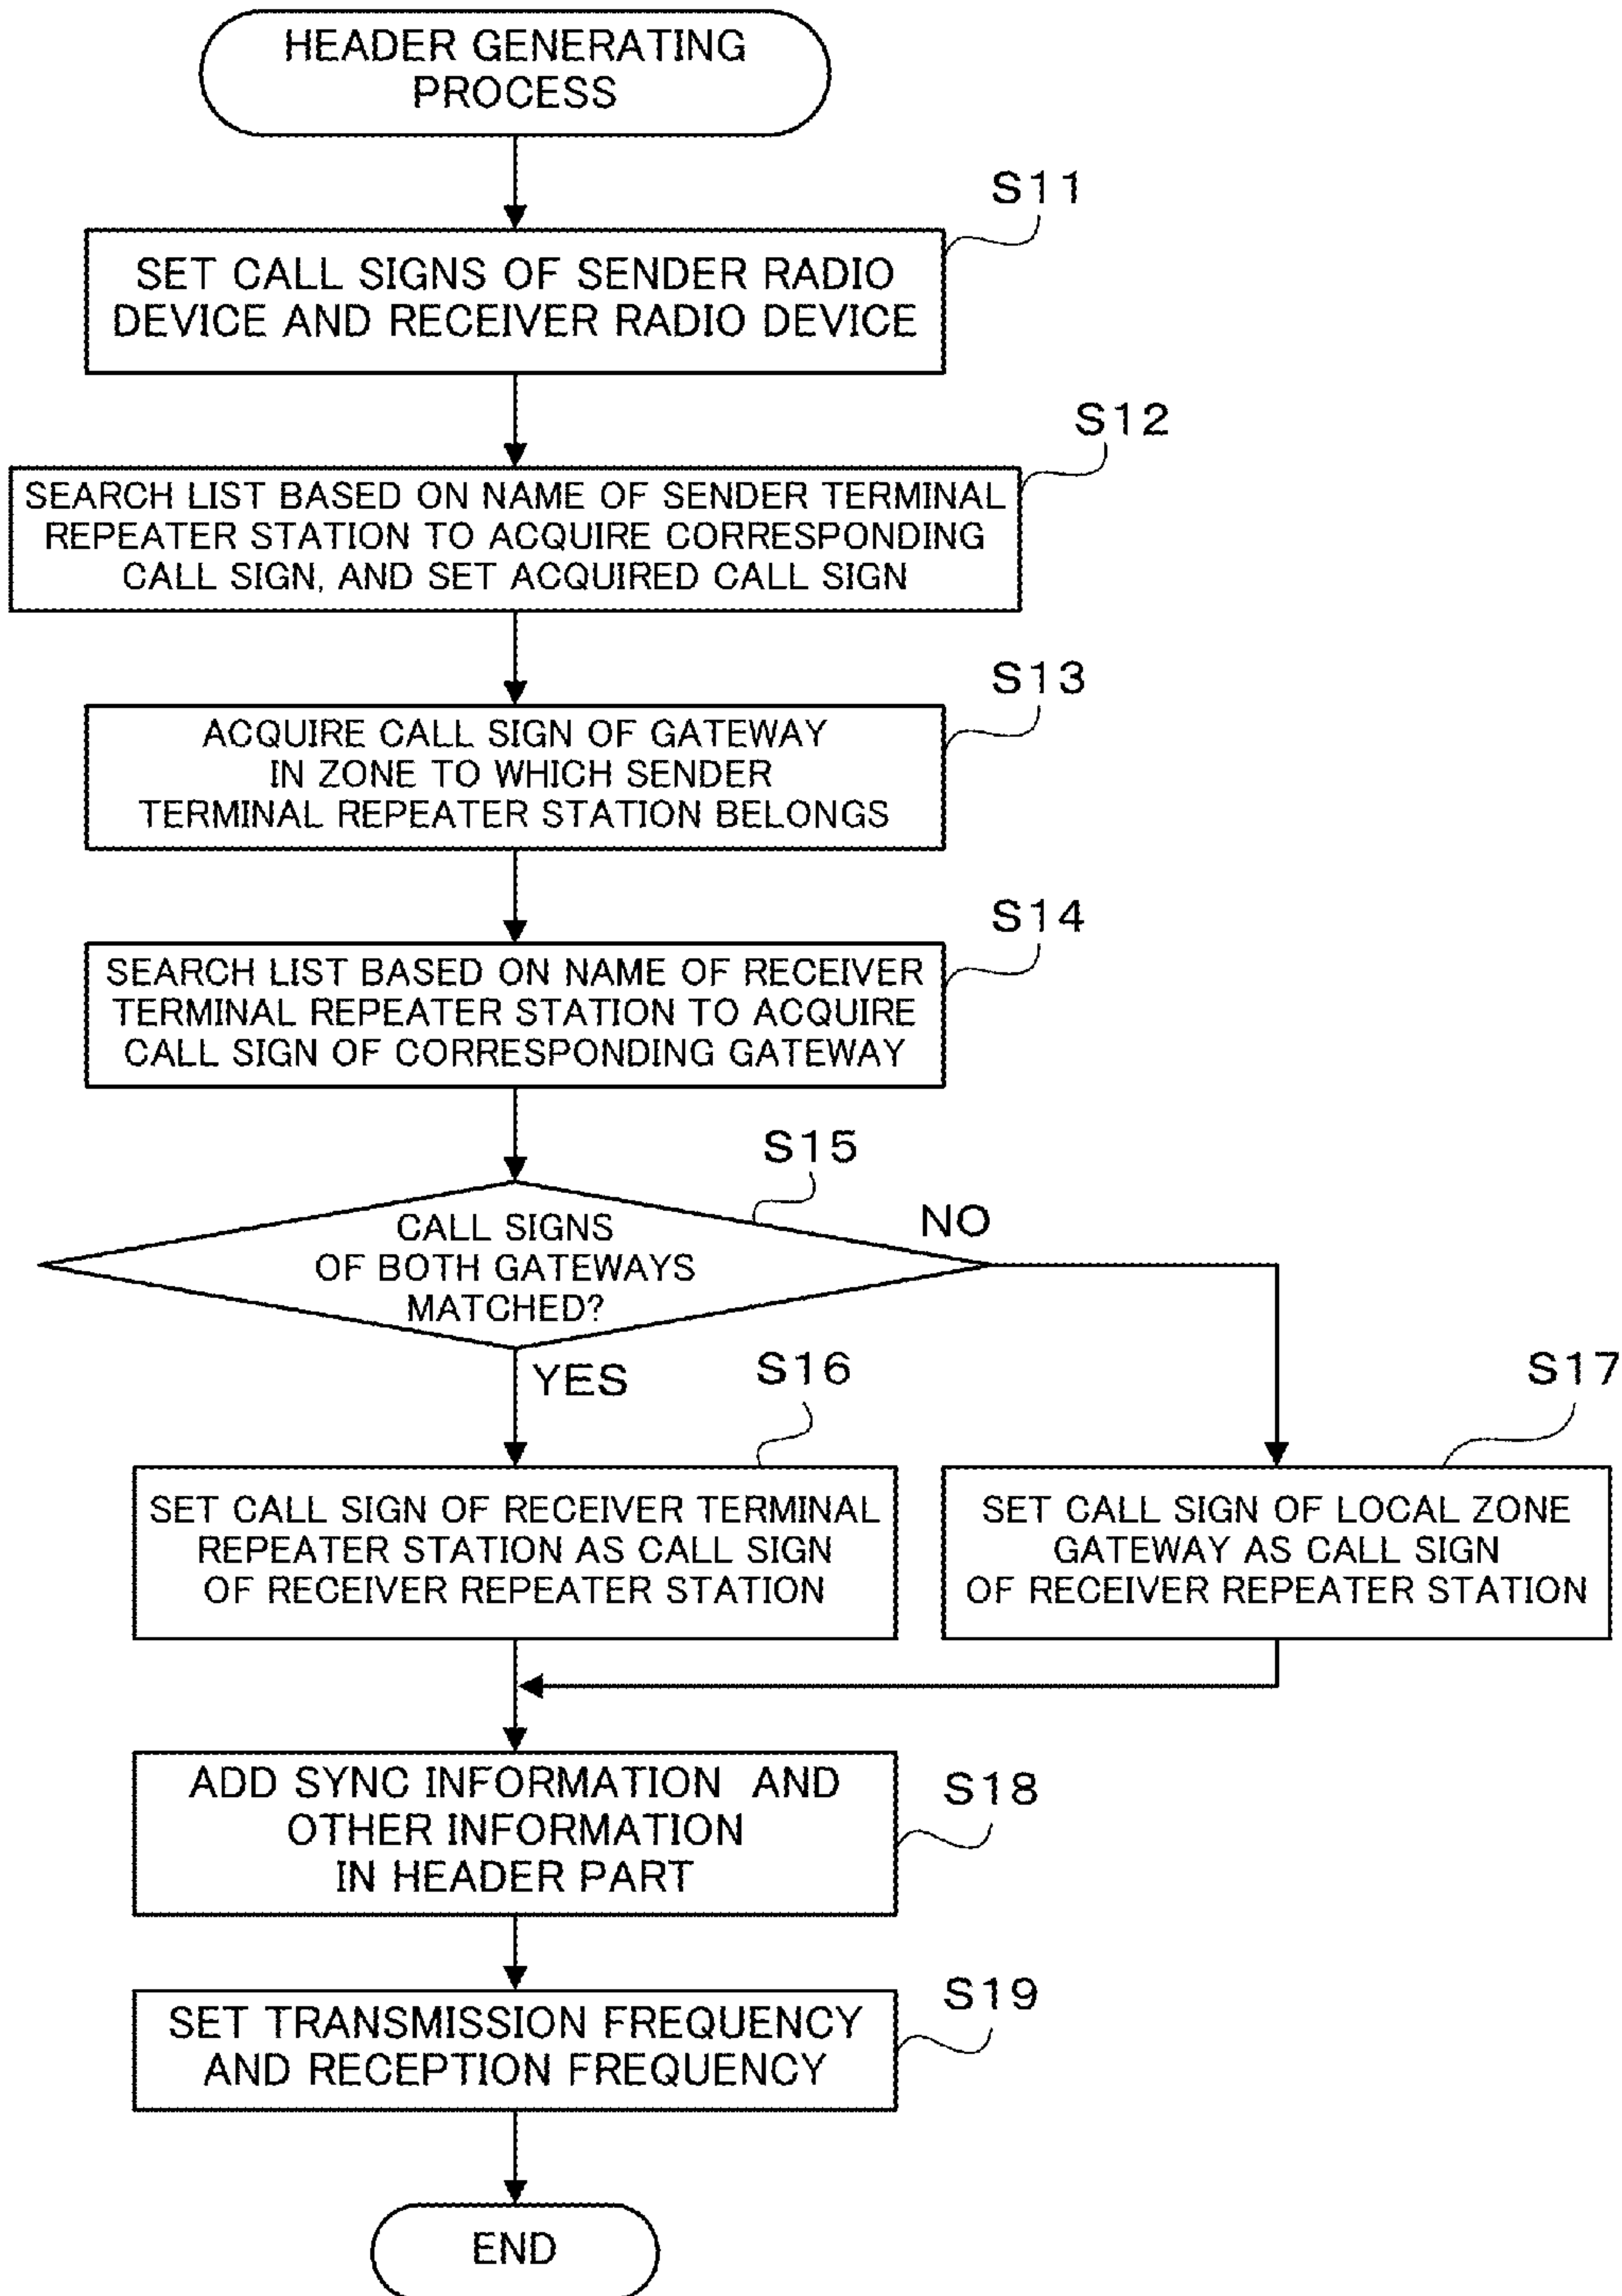 HEADER GENERATING
PROCESS
S11
SET CALL SIGNS OF SENDER RADIO
DEVICE AND RECEIVER RADIO DEVICE
S12
SEARCH LIST BASED ON NAME OF SENDER TERMINAL
REPEATER STATION TO ACQUIRE CORRESPONDING
CALL SIGN, AND SET ACQUIRED CALL SIGN
S13
ACQUIRE CALL SIGN OF GATEWAY
IN ZONE TO WHICH SENDER
TERMINAL REPEATER STATION BELONGS
S14
SEARCH LIST BASED ON NAME OF RECEIVER
TERMINAL REPEATER STATION TO ACQUIRE
CALL SIGN OF CORRESPONDING GATEWAY
S15
CALL SIGNS
OF BOTH GATEWAYS
MATCHED?
NO
YES
S16
SET CALL SIGN OF RECEIVER TERMINAL
REPEATER STATION AS CALL SIGN
OF RECEIVER REPEATER STATION
S17
SET CALL SIGN OF LOCAL ZONE
GATEWAY AS CALL SIGN
OF RECEIVER REPEATER STATION
ADD SYNC INFORMATION AND
OTHER INFORMATION
IN HEADER PART
S18
SET TRANSMISSION FREQUENCY
AND RECEPTION FREQUENCY
S19
END